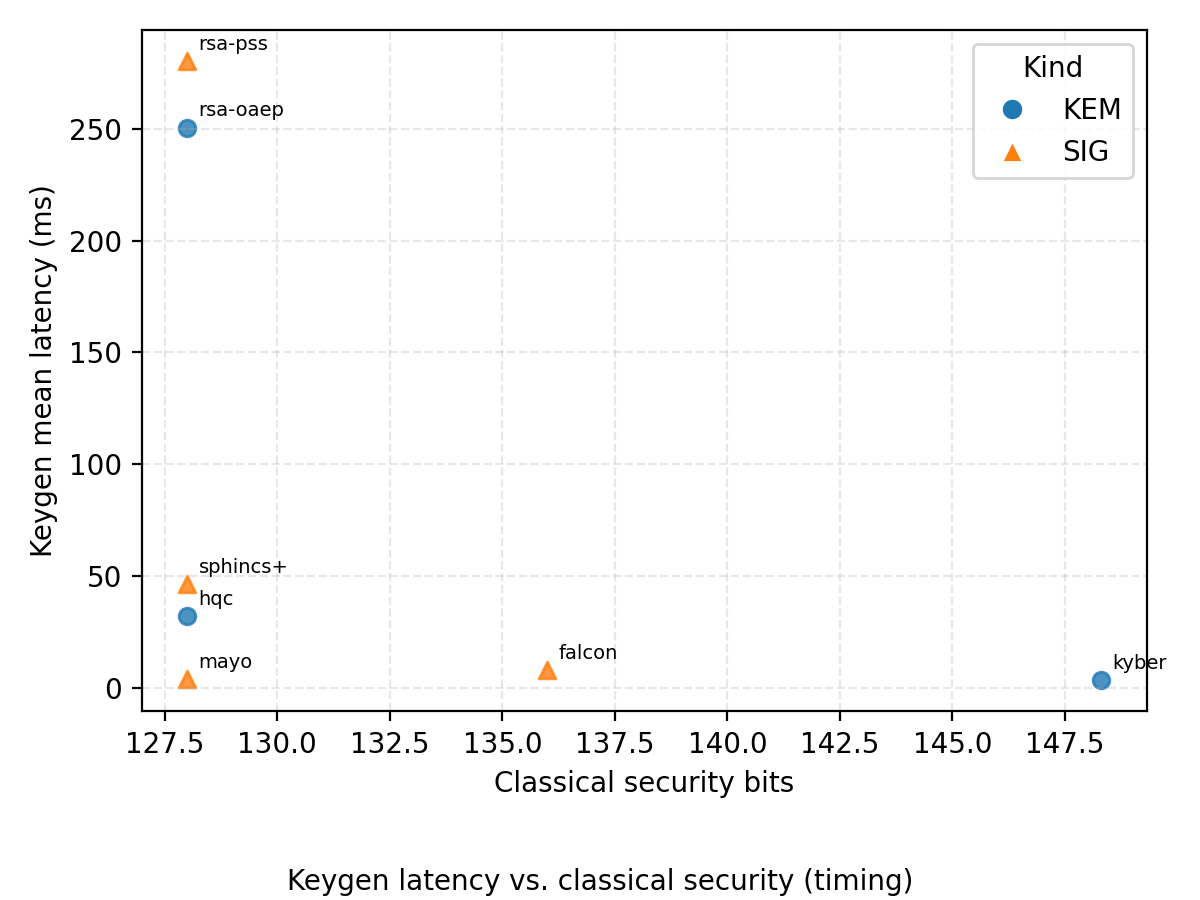 rsa-pss
rsa-oaep
Kind
KEM
SIG
250
200
150
100
50
0
Keygen mean latency (ms)
sphincs+
hqc
mayo
falcon
kyber
127.5 130.0 132.5 135.0 137.5 140.0 142.5 145.0 147.5
Classical security bits
Keygen latency vs. classical security (timing)